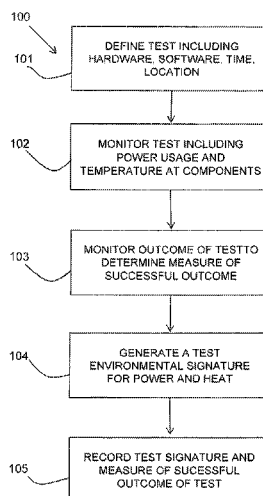 100
101
DEFINE TEST INCLUDING
HARDWARE, SOFTWARE, TIME,
LOCATION
102
MONITOR TEST INCLUDING
POWER USAGE AND
TEMPERATURE AT COMPONENTS
103
MONITOR OUTCOME OF TESTTO
DETERMINE MEASURE OF
SUCCESSFUL OUTCOME
104
GENERATE A TEST
ENVIRONMENTAL SIGNATURE
FOR POWER AND HEAT
105
RECORD TEST SIGNATURE AND
MEASURE OF SUCESSFUL
OUTCOME OF TEST